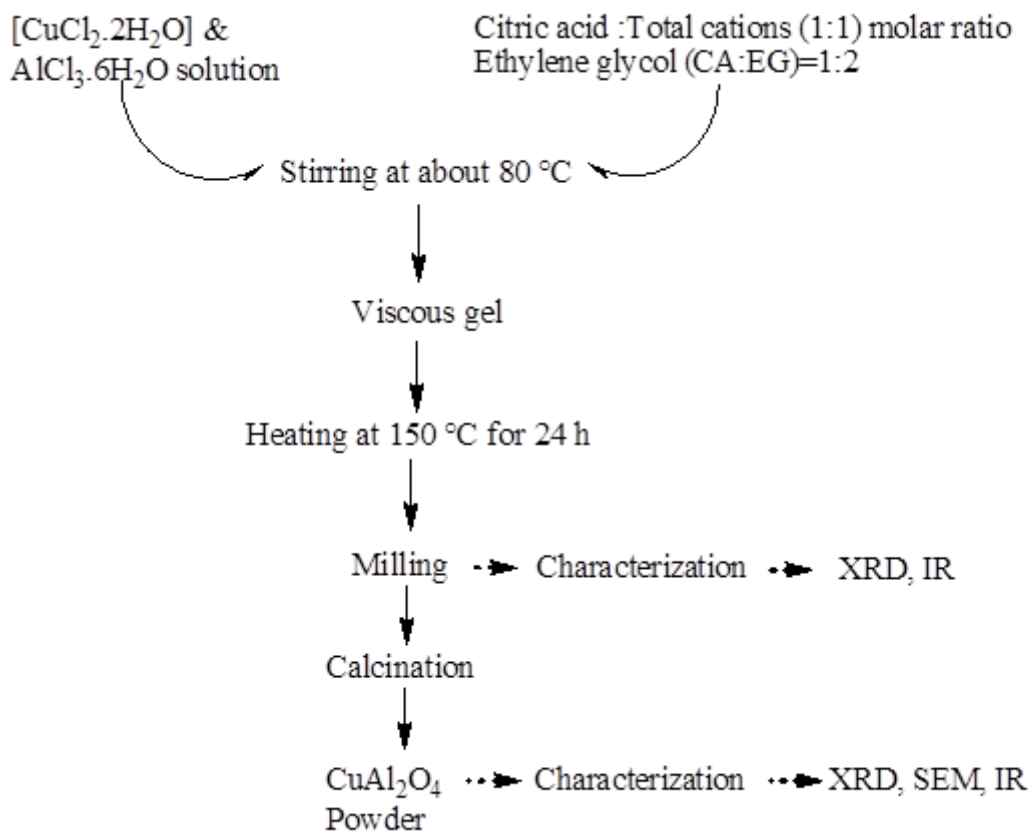 [CuCl₂.2H₂O] &
AlCl₃.6H₂O solution
Citric acid :Total cations (1:1) molar ratio
Ethylene glycol (CA:EG)=1:2
Stirring at about 80 °C
Viscous gel
Heating at 150 °C for 24 h
Milling
Characterization
XRD, IR
Calcination
CuAl₂O₄
Powder
Characterization
XRD, SEM, IR